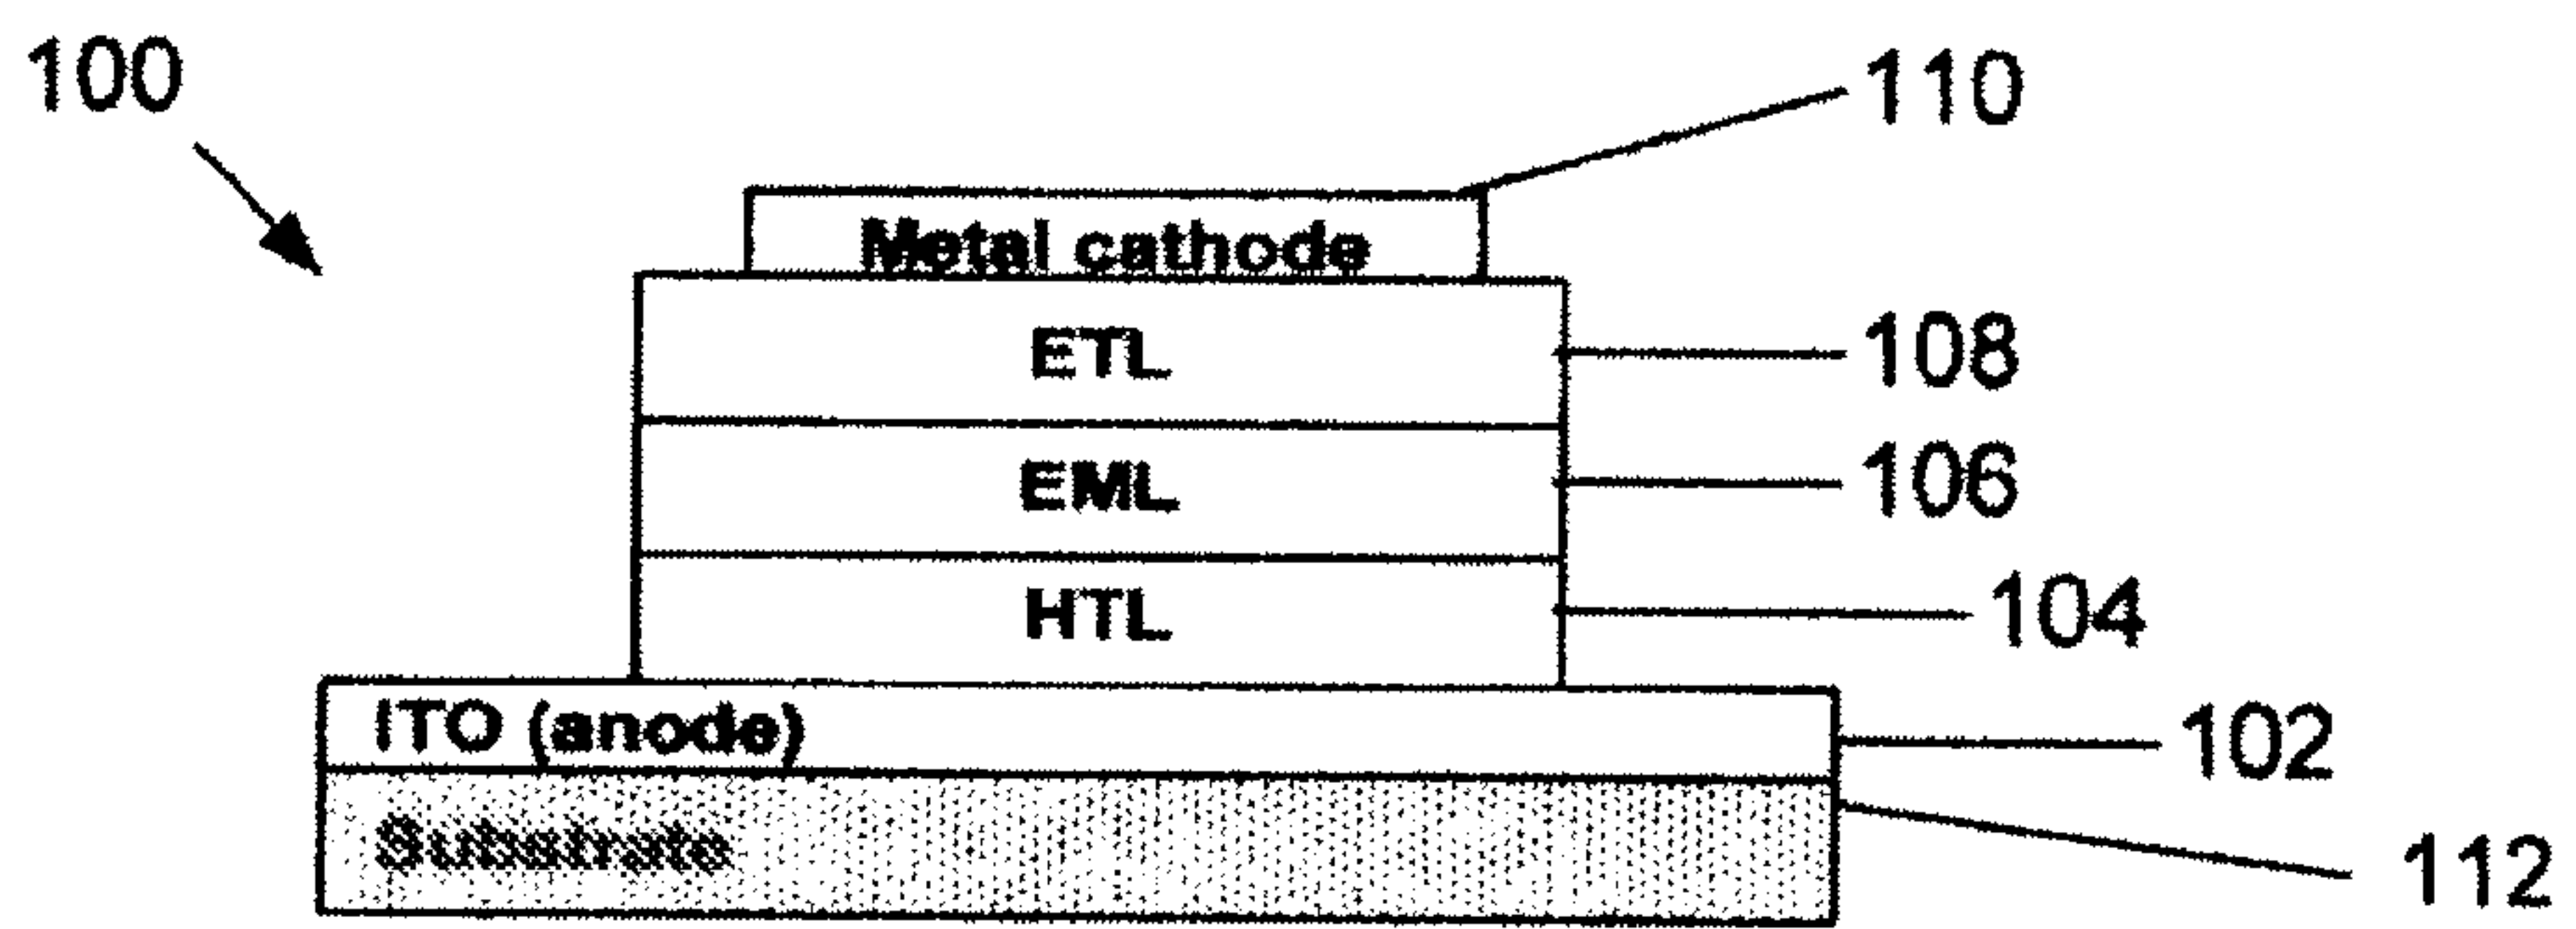 100
110
Metal cathode
ETL
108
EML
106
HTL
104
ITO (anode)
102
Substrate
112